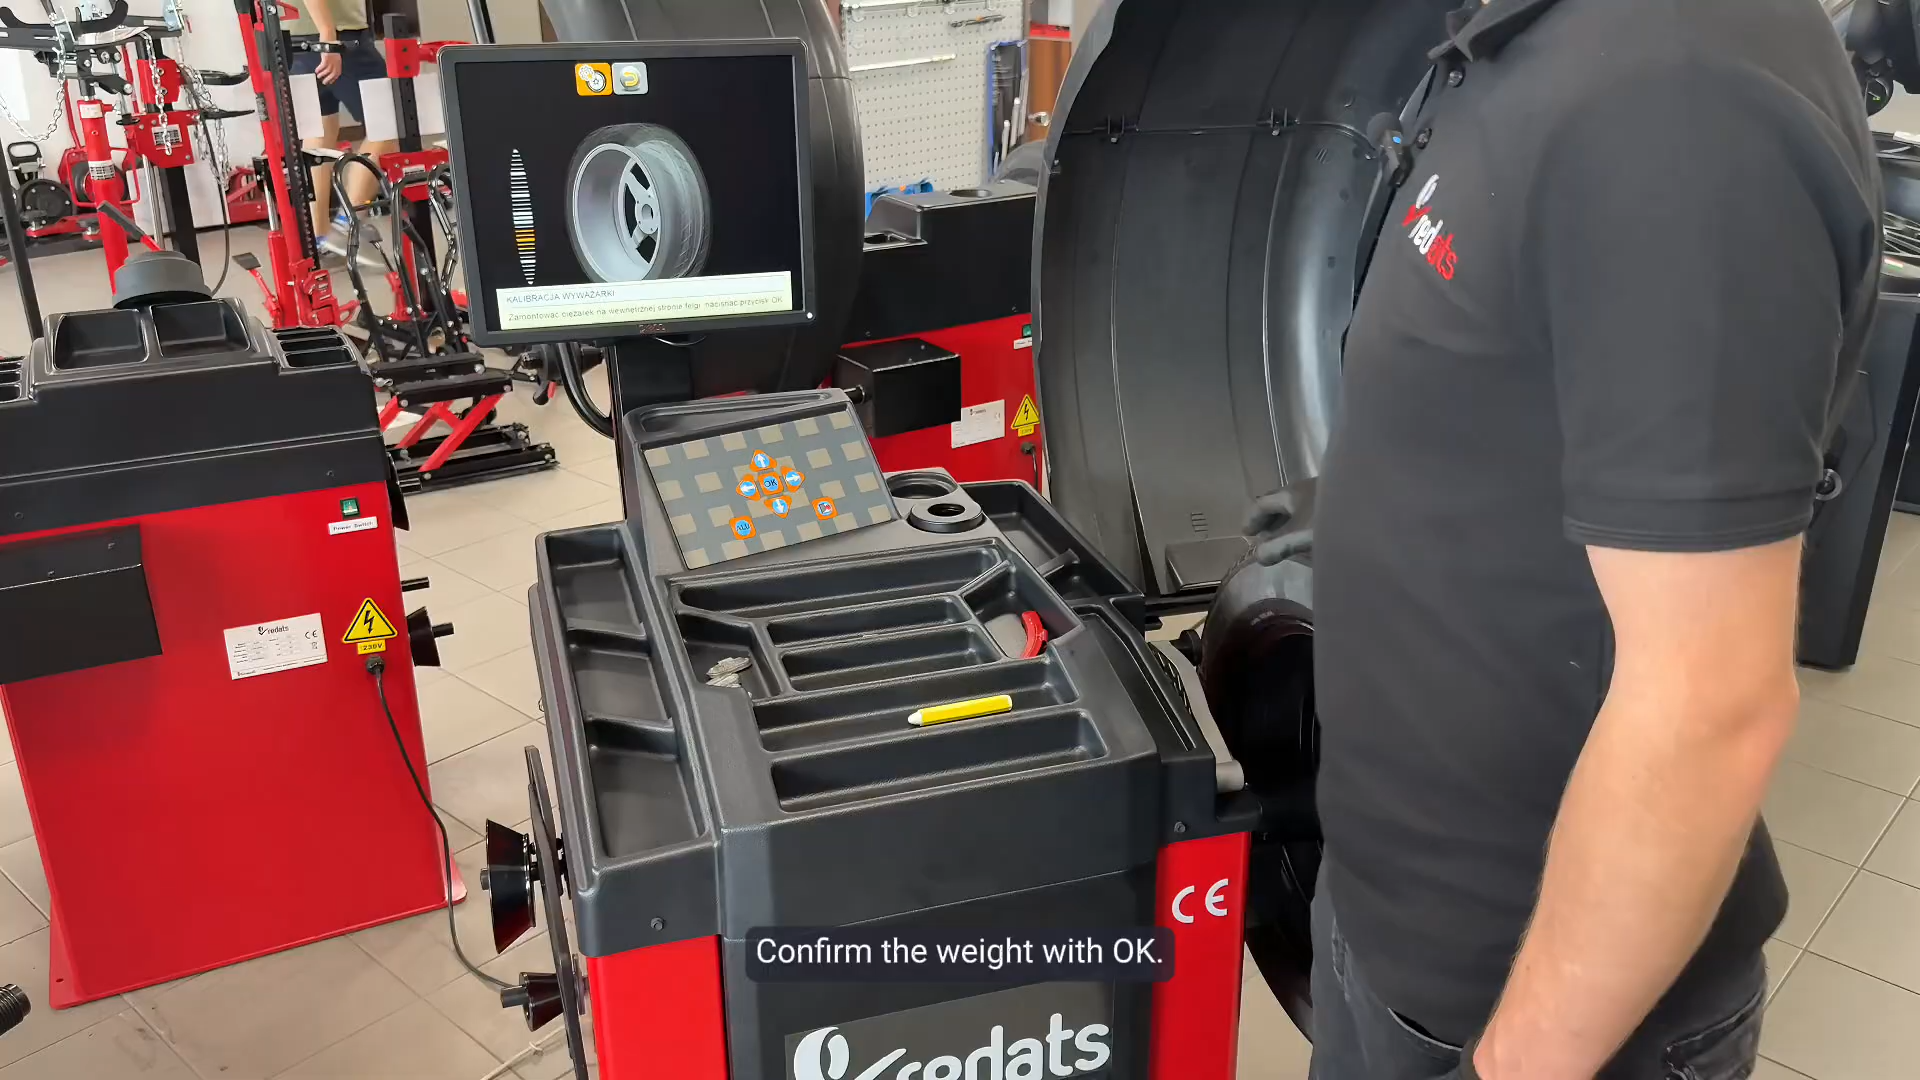 KALIBRACJA WYWAŻARKI
Zamontować ciężarek na wewnętrznej stronie felgi, nacisnąć przycisk OK
redats
OK
ALU
Power Switch
redats
CE
230V
CE
Confirm the weight with OK.
redats